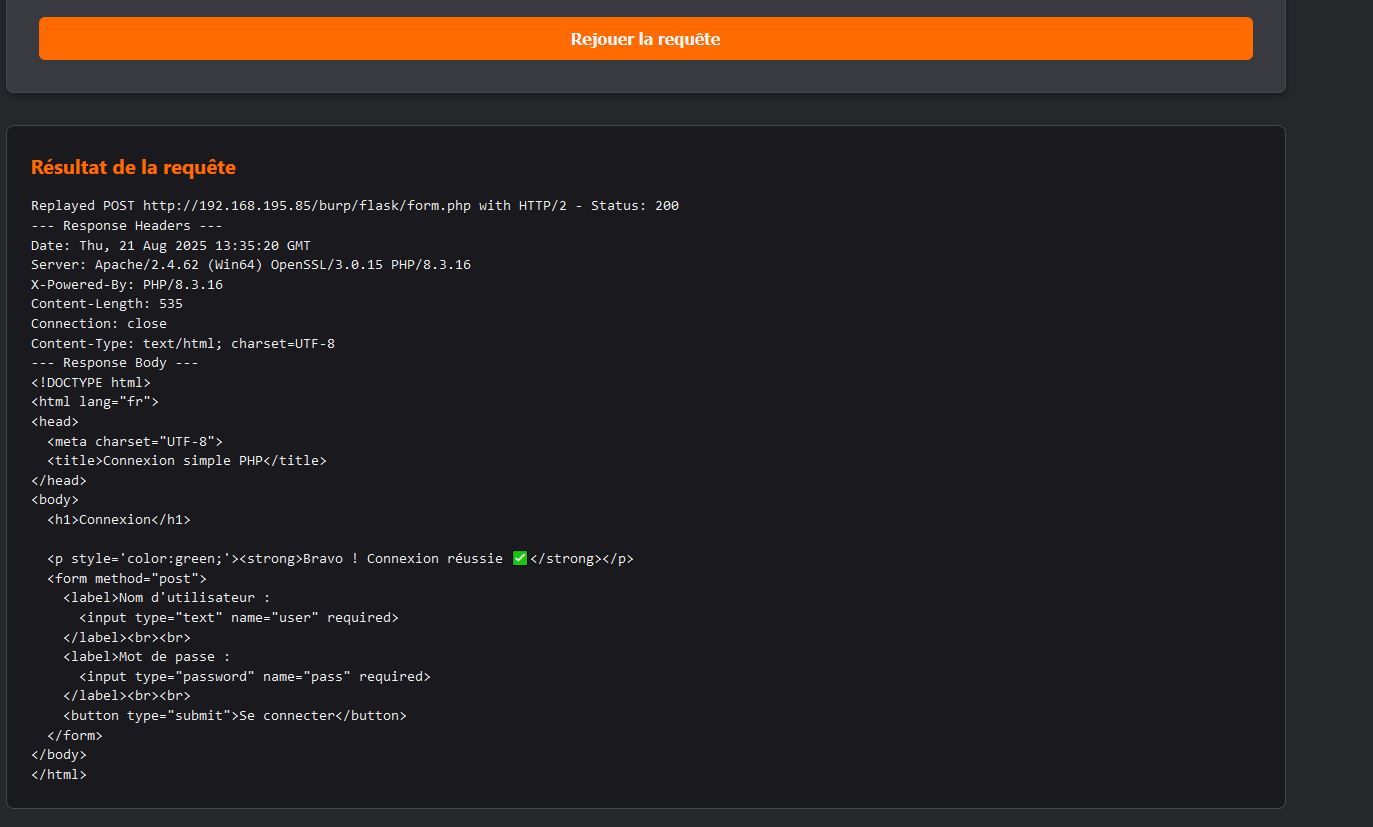 Rejouer la requête
Résultat de la requête
Replayed POST http://192.168.195.85/burp/flask/form.php with HTTP/2 - Status: 200
--- Response Headers ---
Date: Thu, 21 Aug 2025 13:35:20 GMT
Server: Apache/2.4.62 (Win64) OpenSSL/3.0.15 PHP/8.3.16
X-Powered-By: PHP/8.3.16
Content-Length: 535
Connection: close
Content-Type: text/html; charset=UTF-8
--- Response Body ---
<!DOCTYPE html>
<html lang="fr">
<head>
  <meta charset="UTF-8">
  <title>Connexion simple PHP</title>
</head>
<body>
  <h1>Connexion</h1>
  <p style='color:green;'><strong>Bravo ! Connexion réussie ✅</strong></p>
  <form method="post">
    <label>Nom d'utilisateur :
      <input type="text" name="user" required>
    </label><br><br>
    <label>Mot de passe :
      <input type="password" name="pass" required>
    </label><br><br>
    <button type="submit">Se connecter</button>
  </form>
</body>
</html>